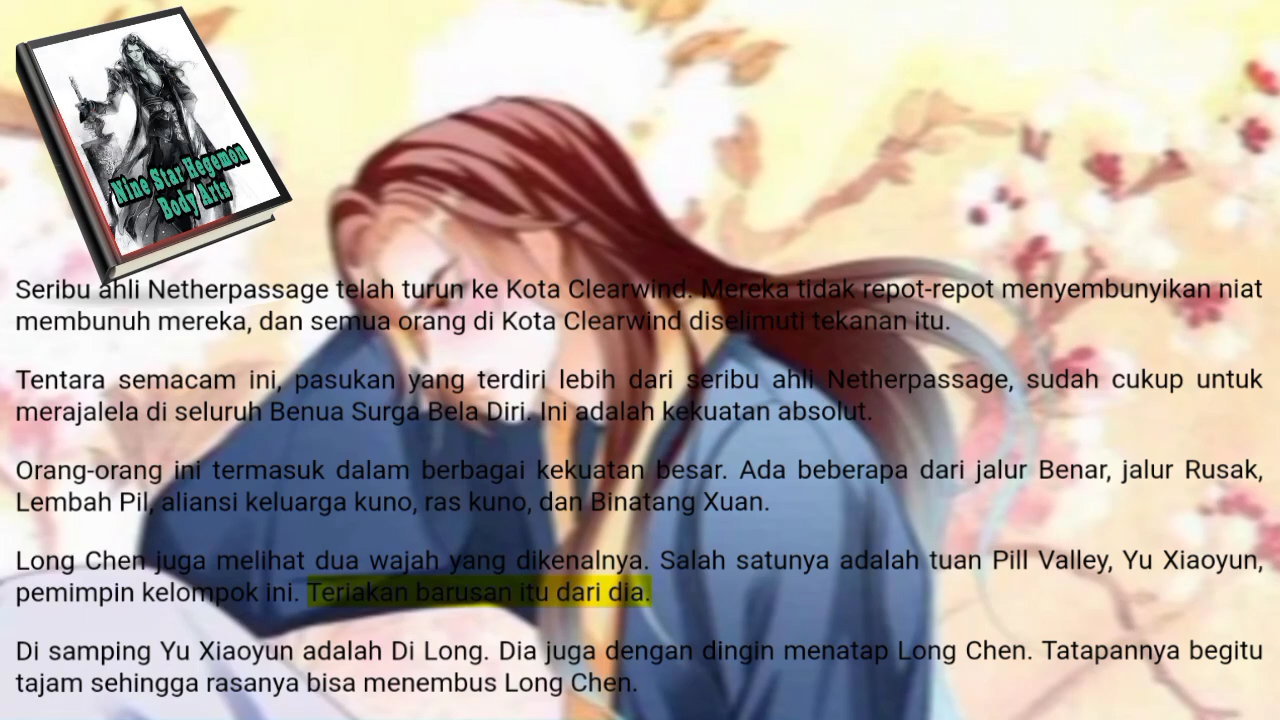 Nine Star Hegemon
Body Arts
Seribu ahli Netherpassage telah turun ke Kota Clearwind. Mereka tidak repot-repot menyembunyikan niat
membunuh mereka, dan semua orang di Kota Clearwind diselimuti tekanan itu.
Tentara semacam ini, pasukan yang terdiri lebih dari seribu ahli Netherpassage, sudah cukup untuk
merajalela di seluruh Benua Surga Bela Diri. Ini adalah kekuatan absolut.
Orang-orang ini termasuk dalam berbagai kekuatan besar. Ada beberapa dari jalur Benar, jalur Rusak,
Lembah Pil, aliansi keluarga kuno, ras kuno, dan Binatang Xuan.
Long Chen juga melihat dua wajah yang dikenalnya. Salah satunya adalah tuan Pill Valley, Yu Xiaoyun,
pemimpin kelompok ini. Teriakan barusan itu dari dia.
Di samping Yu Xiaoyun adalah Di Long. Dia juga dengan dingin menatap Long Chen. Tatapannya begitu
tajam sehingga rasanya bisa menembus Long Chen.